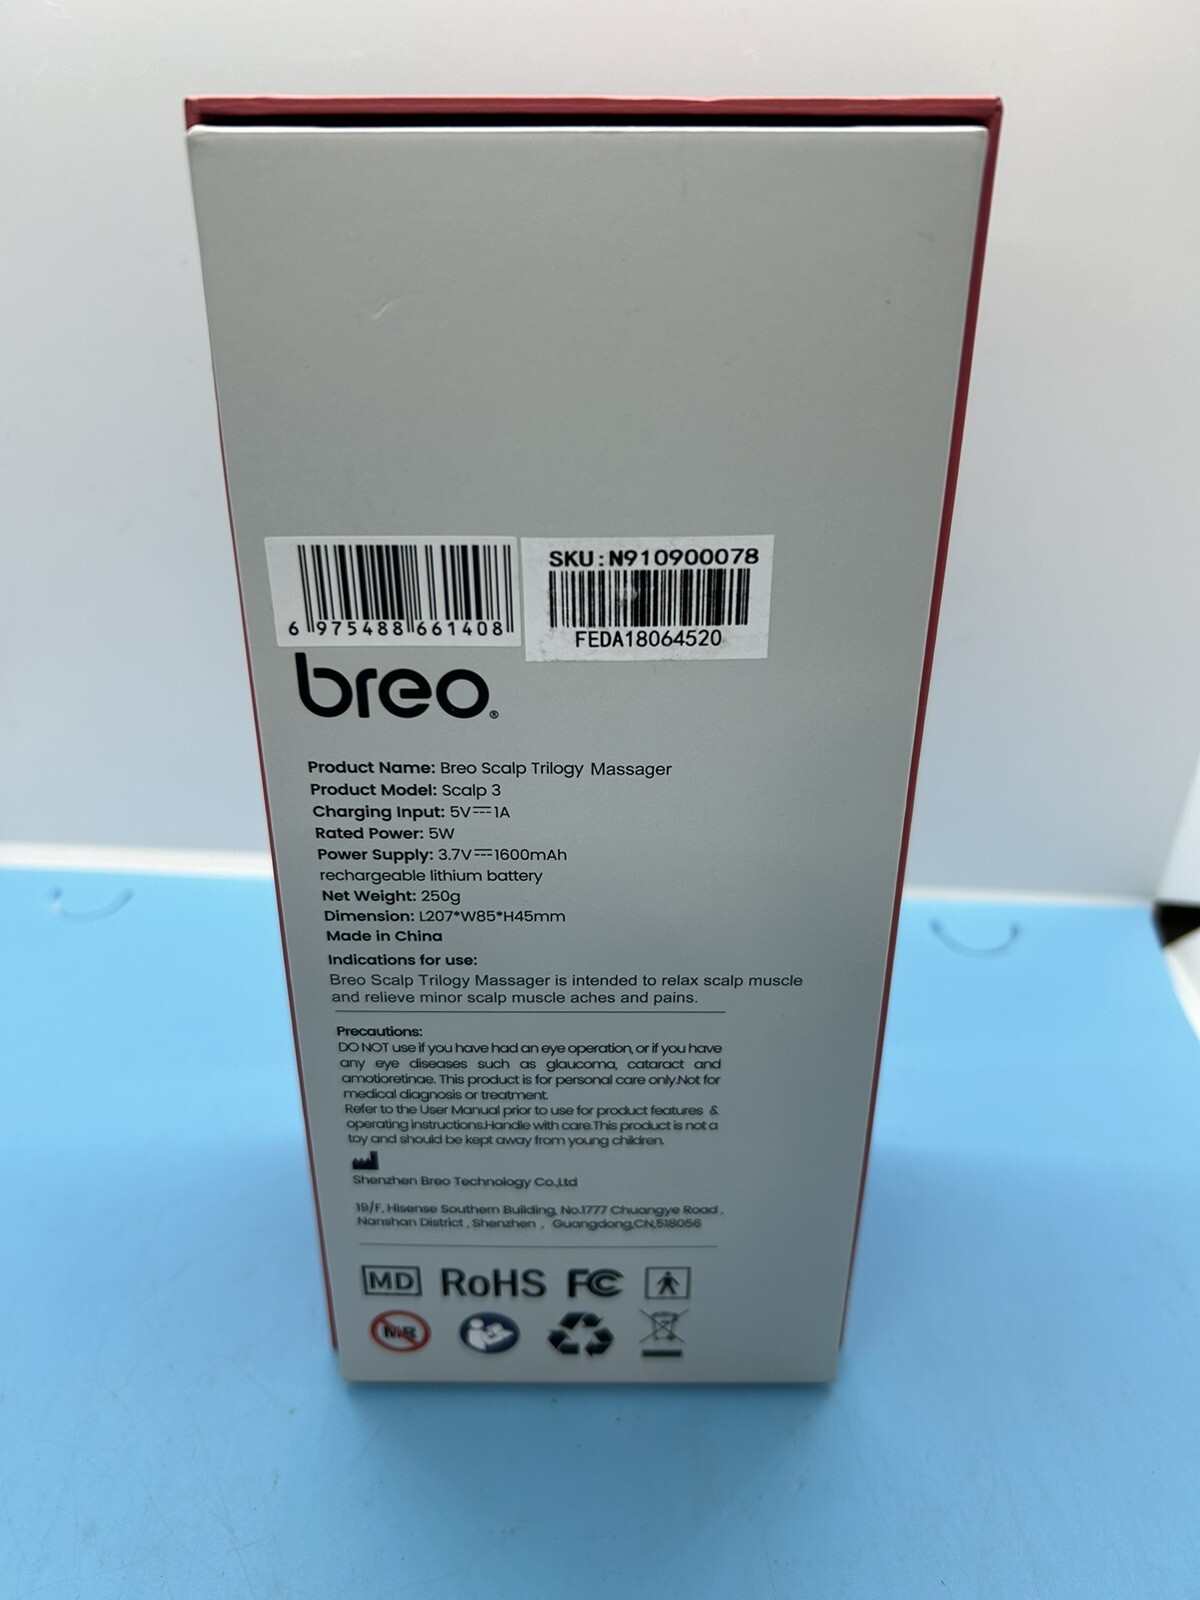 6 975488 661408
SKU:N910900078
FEDA18064520
breo®
Product Name: Breo Scalp Trilogy Massager
Product Model: Scalp 3
Charging Input: 5V⎓1A
Rated Power: 5W
Power Supply: 3.7V⎓1600mAh
rechargeable lithium battery
Net Weight: 250g
Dimension: L207*W85*H45mm
Made in China
Indications for use:
Breo Scalp Trilogy Massager is intended to relax scalp muscle
and relieve minor scalp muscle aches and pains.
Precautions:
DO NOT use if you have had an eye operation, or if you have
any eye diseases such as glaucoma, cataract and
amotioretinae. This product is for personal care only.Not for
medical diagnosis or treatment.
Refer to the User Manual prior to use for product features &
operating instructions.Handle with care.This product is not a
toy and should be kept away from young children.
Shenzhen Breo Technology Co.,Ltd
19/F, Hisense Southern Building, No.1777 Chuangye Road,
Nanshan District, Shenzhen, Guangdong,CN,518056
MD RoHS FC
MR